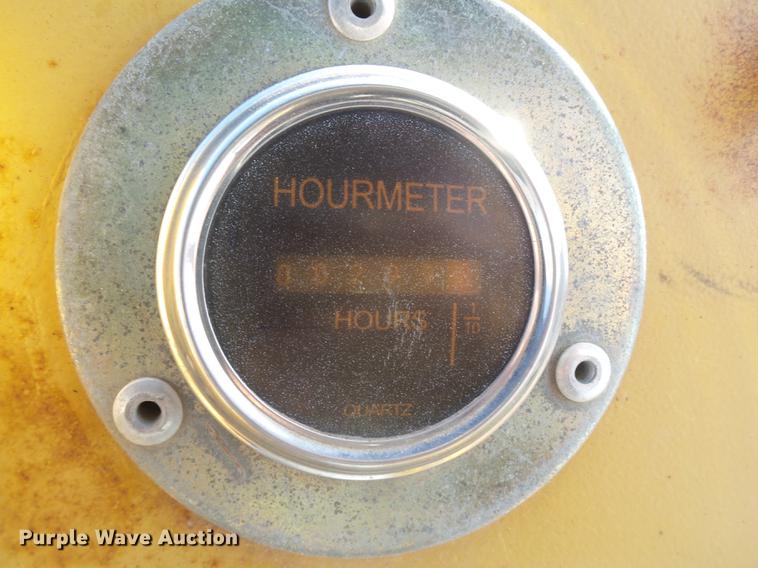 HOURMETER
HOURS
1/10
QUARTZ
Purple Wave Auction